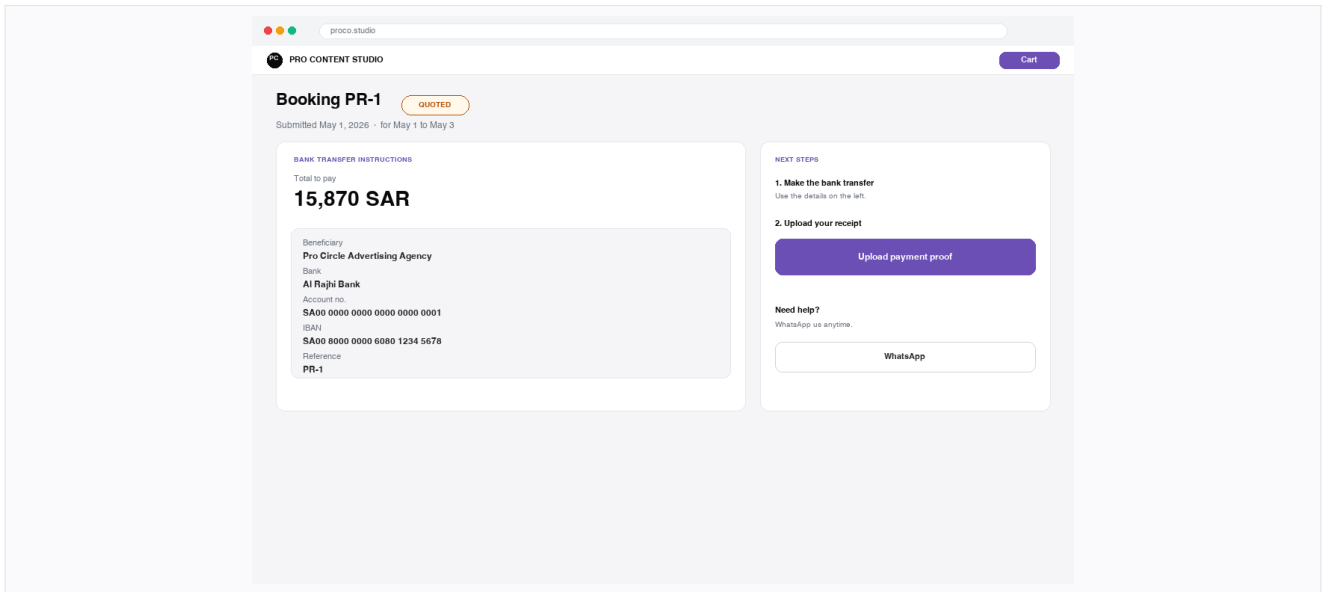 proco.studio
PC
PRO CONTENT STUDIO
Cart
Booking PR-1
QUOTED
Submitted May 1, 2026 · for May 1 to May 3
BANK TRANSFER INSTRUCTIONS
Total to pay
15,870 SAR
Beneficiary
Pro Circle Advertising Agency
Bank
Al Rajhi Bank
Account no.
SA00 0000 0000 0000 0000 0001
IBAN
SA00 8000 0000 6080 1234 5678
Reference
PR-1
NEXT STEPS
1. Make the bank transfer
Use the details on the left.
2. Upload your receipt
Upload payment proof
Need help?
WhatsApp us anytime.
WhatsApp